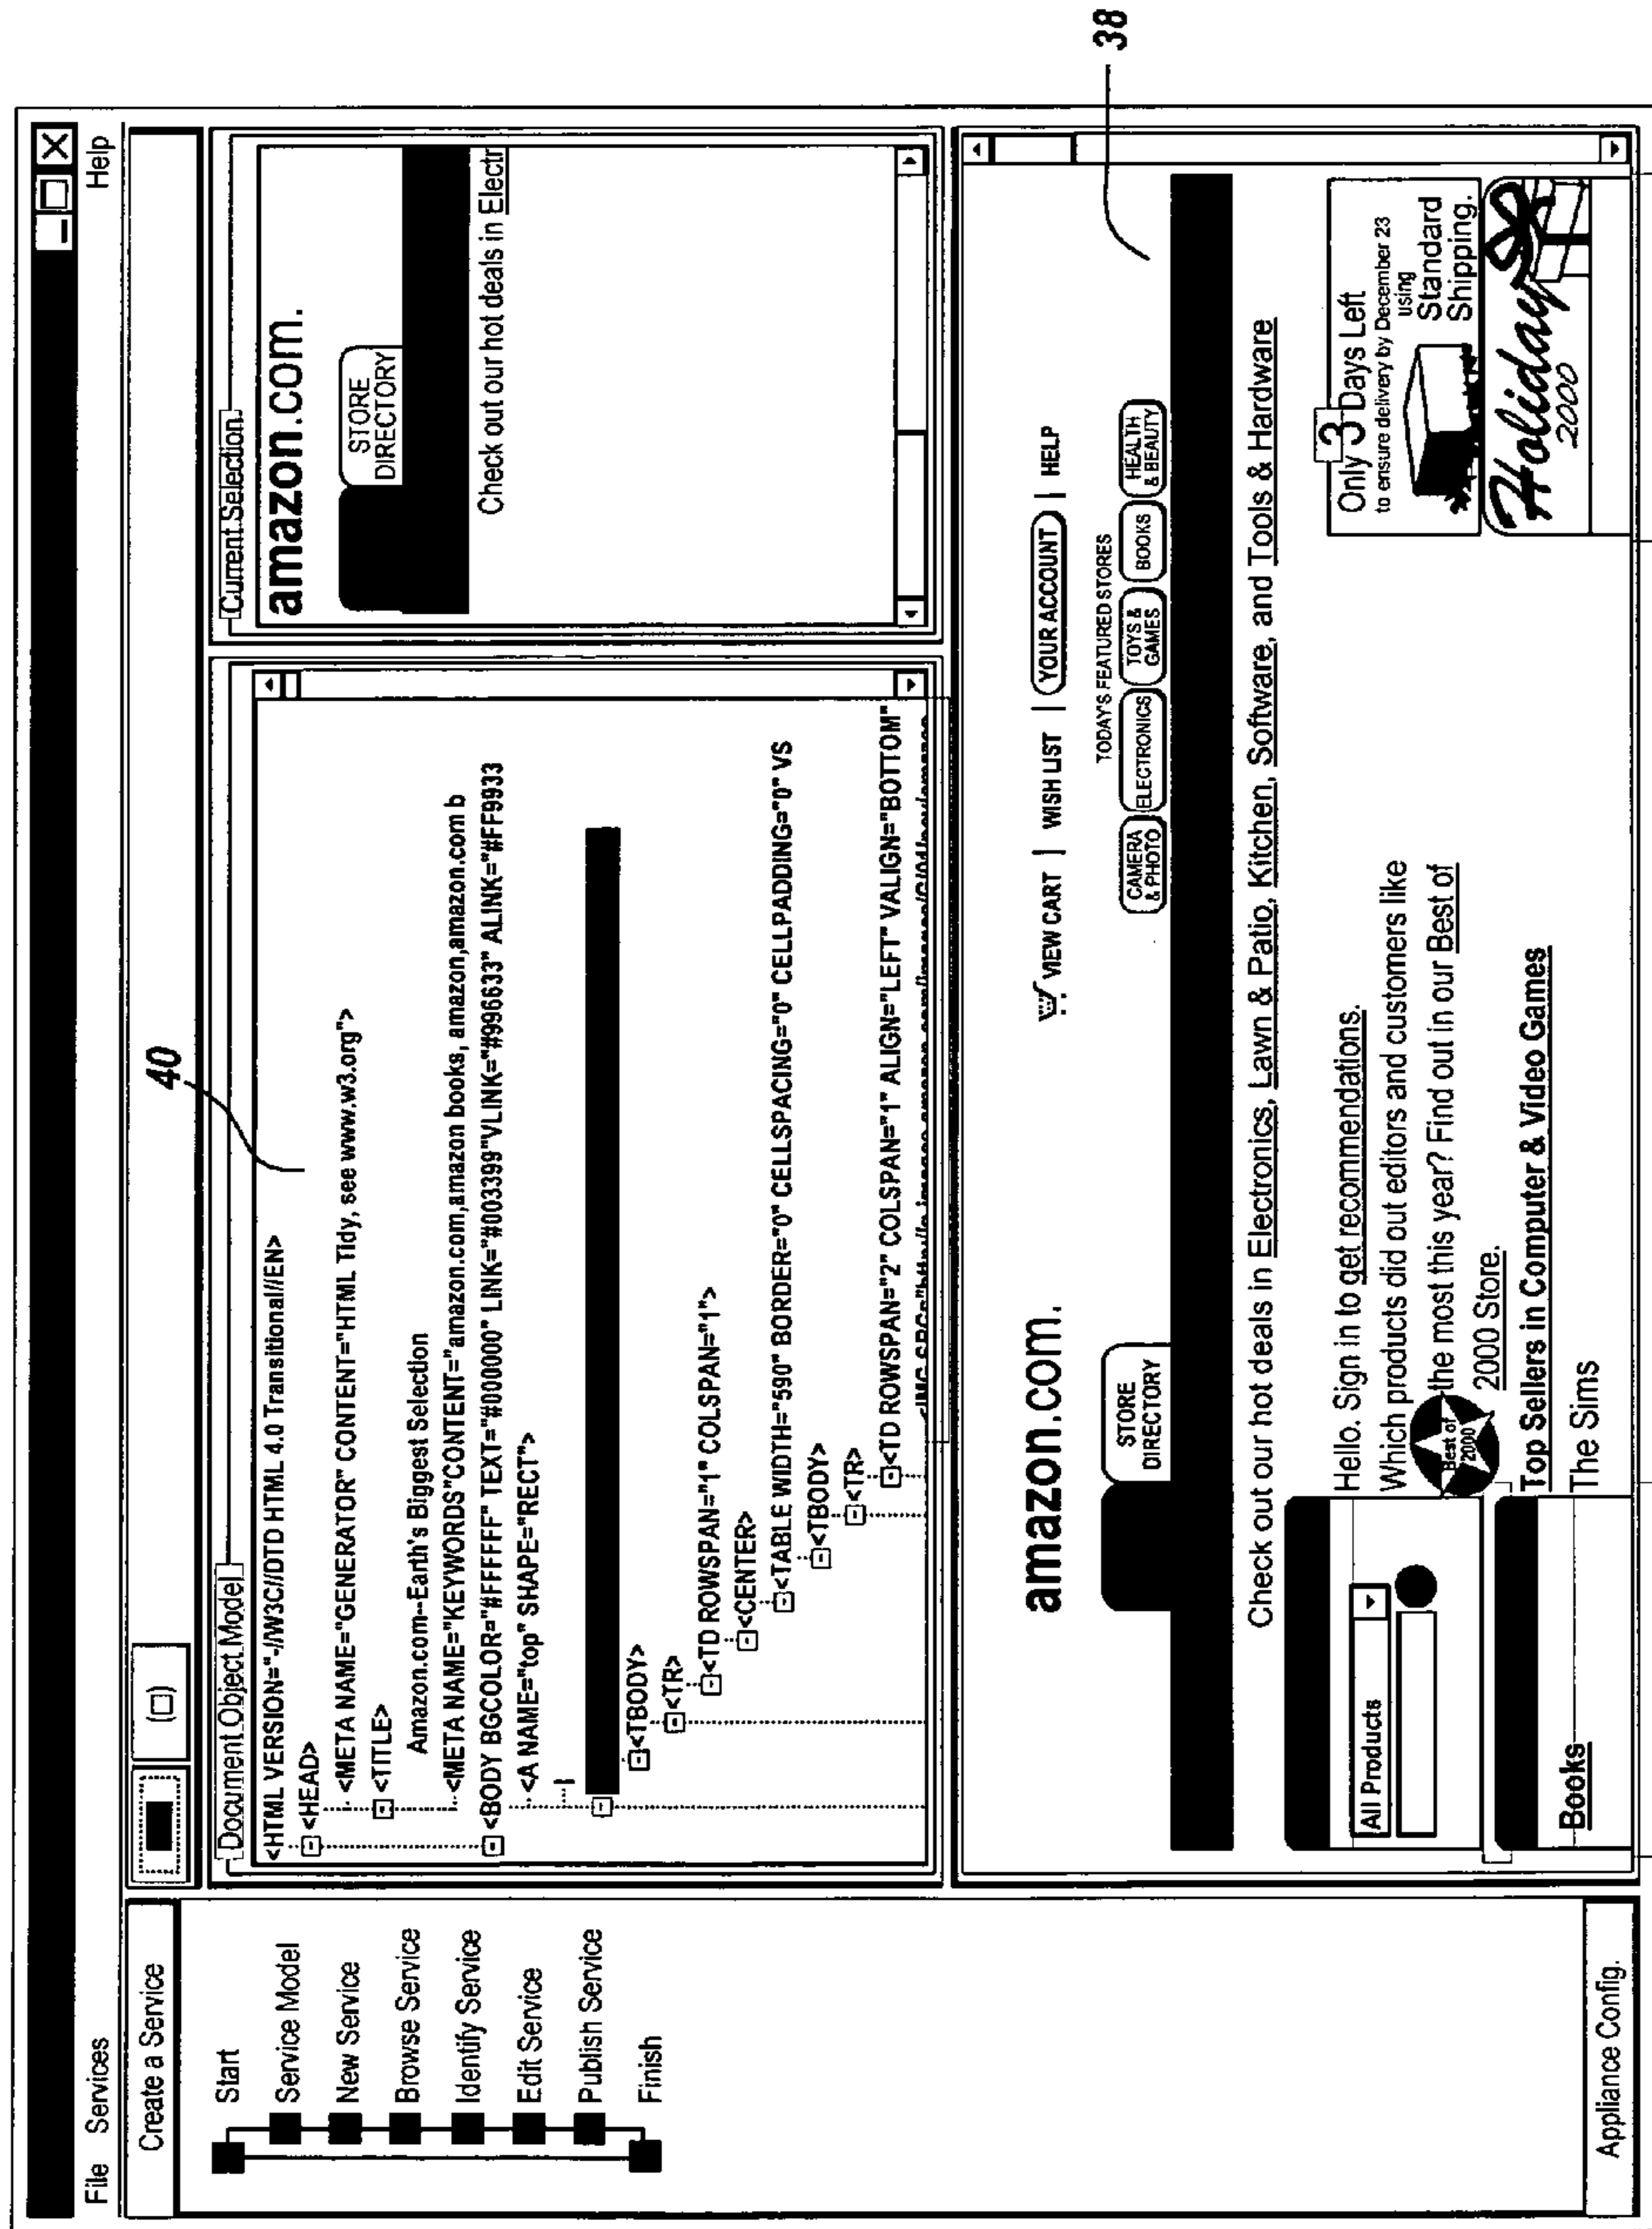 File Services Help
Create a Service
Start
Service Model
New Service
Browse Service
Identify Service
Edit Service
Publish Service
Finish
Appliance Config.
40
Document Object Model
<HTML VERSION="-//W3C//DTD HTML 4.0 Transitional//EN>
<HEAD>
<META NAME="GENERATOR" CONTENT="HTML Tidy, see www.w3.org">
<TITLE>
Amazon.com--Earth's Biggest Selection
<META NAME="KEYWORDS"CONTENT="amazon.com,amazon books, amazon,amazon.com b
<BODY BGCOLOR="#FFFFFF" TEXT="#000000" LINK="#003399"VLINK="#996633" ALINK="#FF9933
<A NAME="top" SHAPE="RECT">
<TBODY>
<TR>
<TD ROWSPAN="1" COLSPAN="1">
<CENTER>
<TABLE WIDTH="590" BORDER="0" CELLSPACING="0" CELLPADDING="0" VS
<TBODY>
<TR>
<TD ROWSPAN="2" COLSPAN="1" ALIGN="LEFT" VALIGN="BOTTOM"
Current Selection
amazon.com.
STORE
DIRECTORY
Check out our hot deals in Electr
38
amazon.com.
VIEW CART | WISH LIST | YOUR ACCOUNT | HELP
STORE
DIRECTORY
TODAY'S FEATURED STORES
CAMERA
& PHOTO
ELECTRONICS
TOYS &
GAMES
BOOKS
HEALTH
& BEAUTY
Check out our hot deals in Electronics, Lawn & Patio, Kitchen, Software, and Tools & Hardware
All Products
Books
Hello. Sign in to get recommendations.
Which products did out editors and customers like
the most this year? Find out in our Best of
2000 Store.
Best of
2000
Top Sellers in Computer & Video Games
The Sims
Only 3 Days Left
to ensure delivery by December 23
using
Standard
Shipping.
Holiday
2000